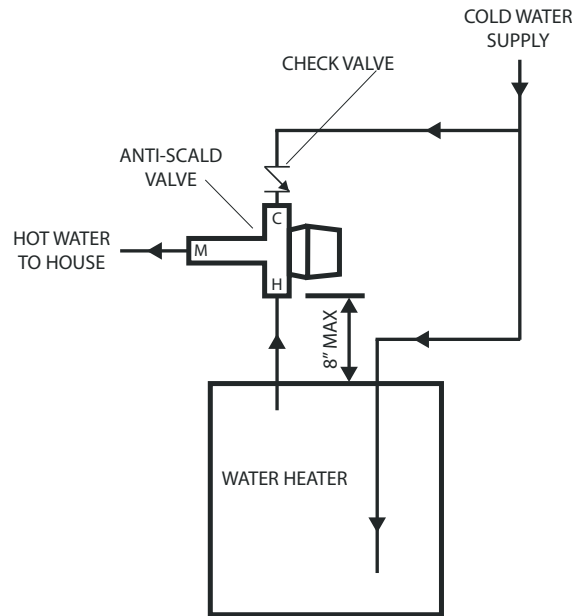 COLD WATER
SUPPLY
CHECK VALVE
ANTI-SCALD
VALVE
C
HOT WATER
TO HOUSE
M
H
8” MAX
WATER HEATER